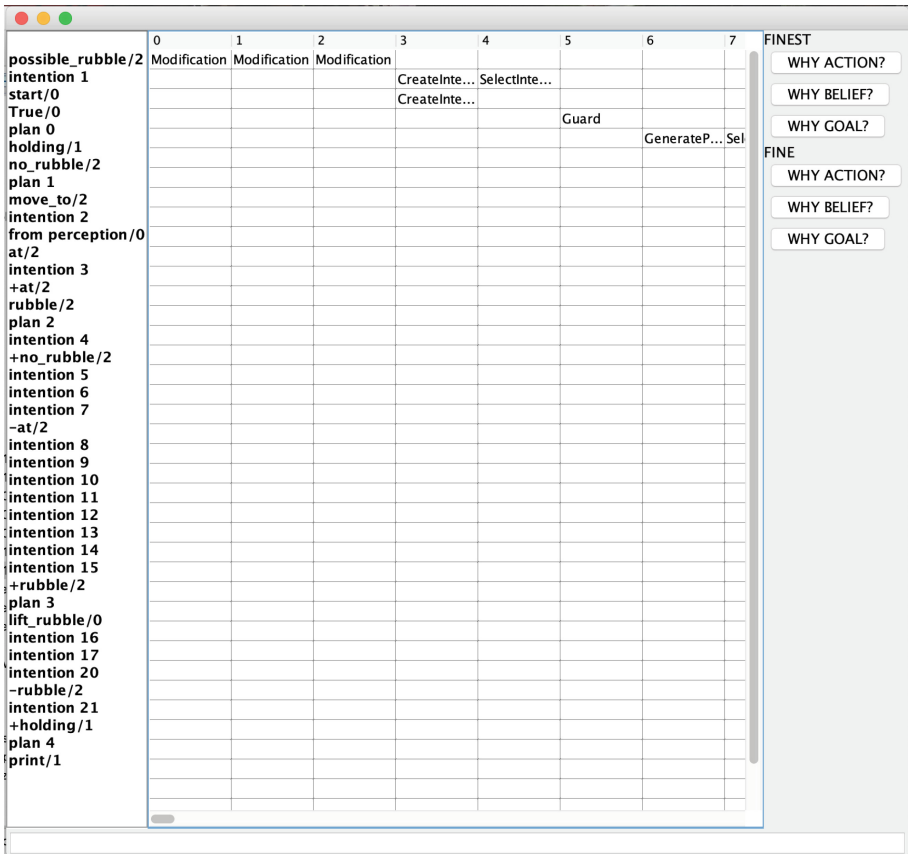 0 1 2 3 4 5 6 7
FINEST
possible_rubble/2 Modification Modification Modification
WHY ACTION?
intention 1 CreateInte... SelectInte...
start/0 CreateInte...
WHY BELIEF?
True/0 Guard
WHY GOAL?
plan 0 GenerateP... Sel
holding/1
FINE
no_rubble/2
WHY ACTION?
plan 1
move_to/2
WHY BELIEF?
intention 2
from perception/0
WHY GOAL?
at/2
intention 3
+at/2
rubble/2
plan 2
intention 4
+no_rubble/2
intention 5
intention 6
intention 7
-at/2
intention 8
intention 9
intention 10
intention 11
intention 12
intention 13
intention 14
intention 15
+rubble/2
plan 3
lift_rubble/0
intention 16
intention 17
intention 20
-rubble/2
intention 21
+holding/1
plan 4
print/1